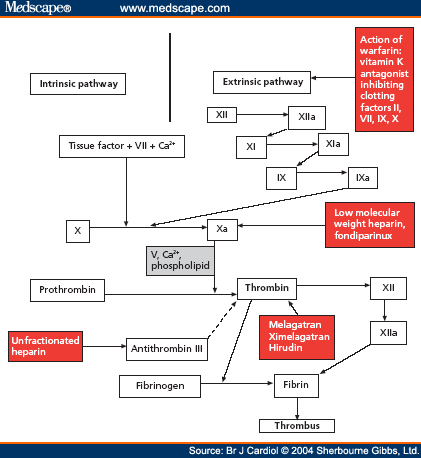 Medscape® www.medscape.com
Action of
warfarin:
vitamin K
antagonist
inhibiting
clotting
factors II,
VII, IX, X
Intrinsic pathway
Extrinsic pathway
XII
XIIa
Tissue factor + VII + Ca²⁺
XI
XIa
IX
IXa
Low molecular
weight heparin,
fondiparinux
X
Xa
V, Ca²⁺,
phospholipid
Prothrombin
Thrombin
XII
Melagatran
Ximelagatran
Hirudin
XIIa
Unfractionated
heparin
Antithrombin III
Fibrinogen
Fibrin
Thrombus
Source: Br J Cardiol © 2004 Sherbourne Gibbs, Ltd.